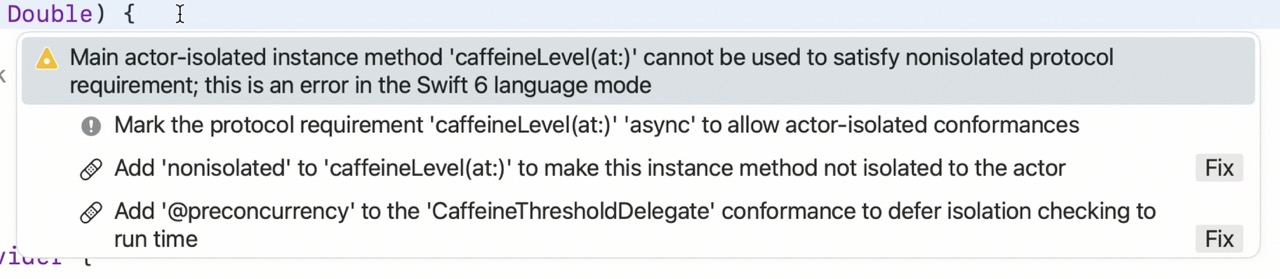 Double) {
Main actor-isolated instance method 'caffeineLevel(at:)' cannot be used to satisfy nonisolated protocol
requirement; this is an error in the Swift 6 language mode
Mark the protocol requirement 'caffeineLevel(at:)' 'async' to allow actor-isolated conformances
Add 'nonisolated' to 'caffeineLevel(at:)' to make this instance method not isolated to the actor
Fix
Add '@preconcurrency' to the 'CaffeineThresholdDelegate' conformance to defer isolation checking to
run time
Fix